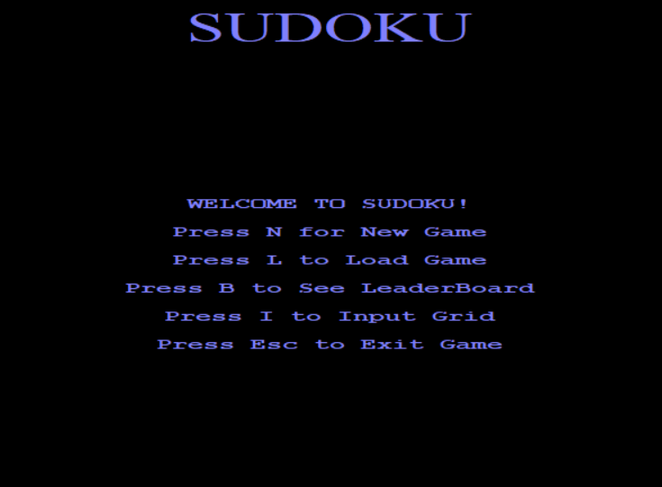 SUDOKU
WELCOME TO SUDOKU!
Press N for New Game
Press L to Load Game
Press B to See LeaderBoard
Press I to Input Grid
Press Esc to Exit Game